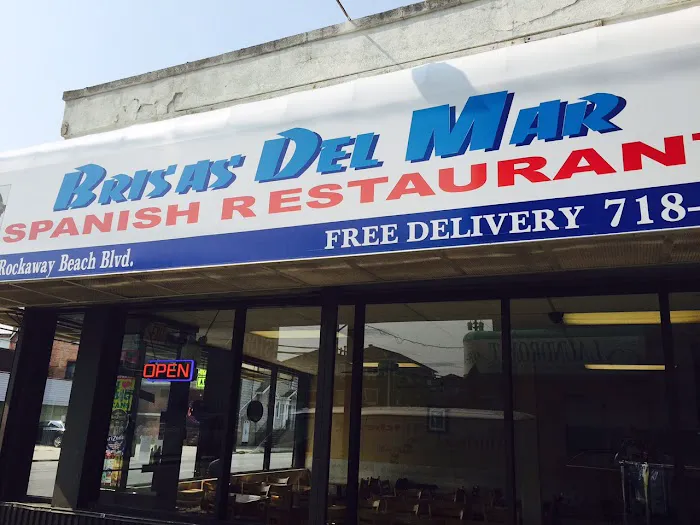 BRISAS DEL MAR
SPANISH RESTAURANT
Rockaway Beach Blvd.
FREE DELIVERY 718-
OPEN